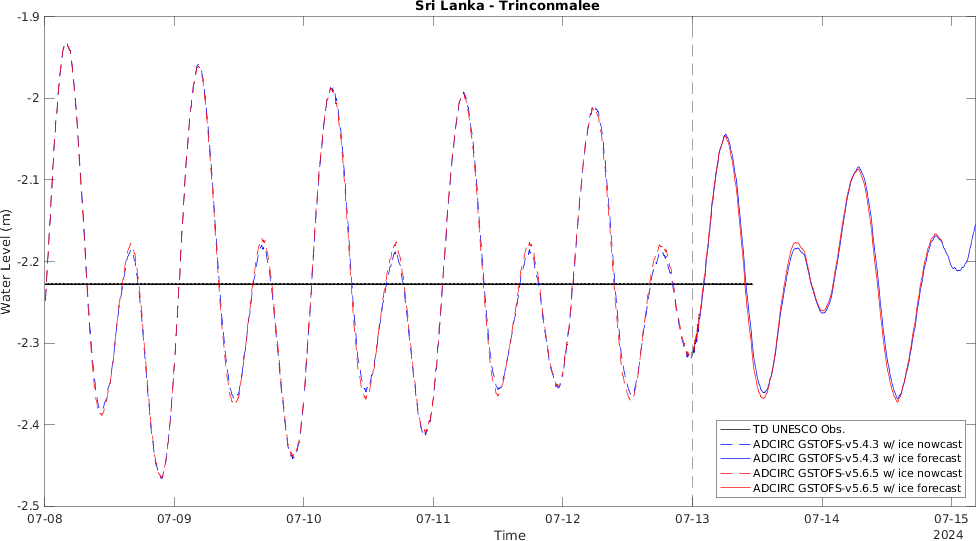 Sri Lanka - Trinconmalee
-1.9
-2
-2.1
-2.2
-2.3
-2.4
-2.5
Water Level (m)
TD UNESCO Obs.
ADCIRC GSTOFS-v5.4.3 w/ ice nowcast
ADCIRC GSTOFS-v5.4.3 w/ ice forecast
ADCIRC GSTOFS-v5.6.5 w/ ice nowcast
ADCIRC GSTOFS-v5.6.5 w/ ice forecast
07-08 07-09 07-10 07-11 07-12 07-13 07-14 07-15
Time 2024